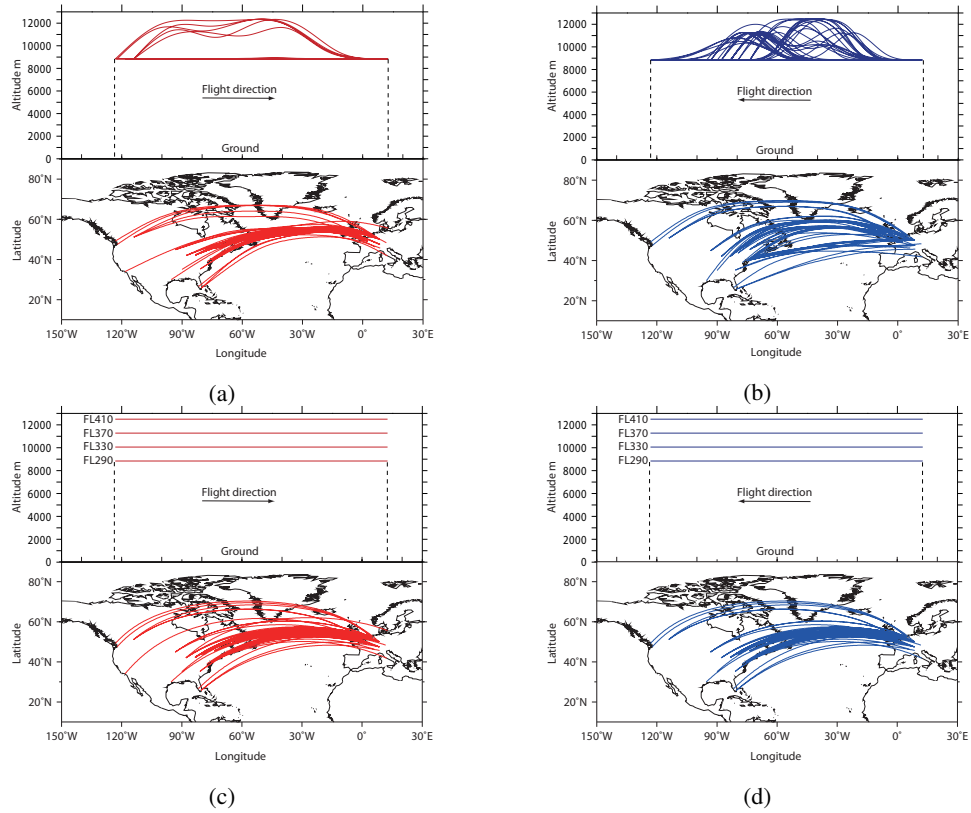 12000
10000
8000
6000
4000
2000
0
Altitude m
Flight direction
Ground
80°N
60°N
40°N
20°N
Latitude
150°W 120°W 90°W 60°W 30°W 0° 30°E
Longitude
(a)
12000
10000
8000
6000
4000
2000
0
Altitude m
Flight direction
Ground
80°N
60°N
40°N
20°N
Latitude
150°W 120°W 90°W 60°W 30°W 0° 30°E
Longitude
(b)
12000
10000
8000
6000
4000
2000
0
Altitude m
FL410
FL370
FL330
FL290
Flight direction
Ground
80°N
60°N
40°N
20°N
Latitude
150°W 120°W 90°W 60°W 30°W 0° 30°E
Longitude
(c)
12000
10000
8000
6000
4000
2000
0
Altitude m
FL410
FL370
FL330
FL290
Flight direction
Ground
80°N
60°N
40°N
20°N
Latitude
150°W 120°W 90°W 60°W 30°W 0° 30°E
Longitude
(d)